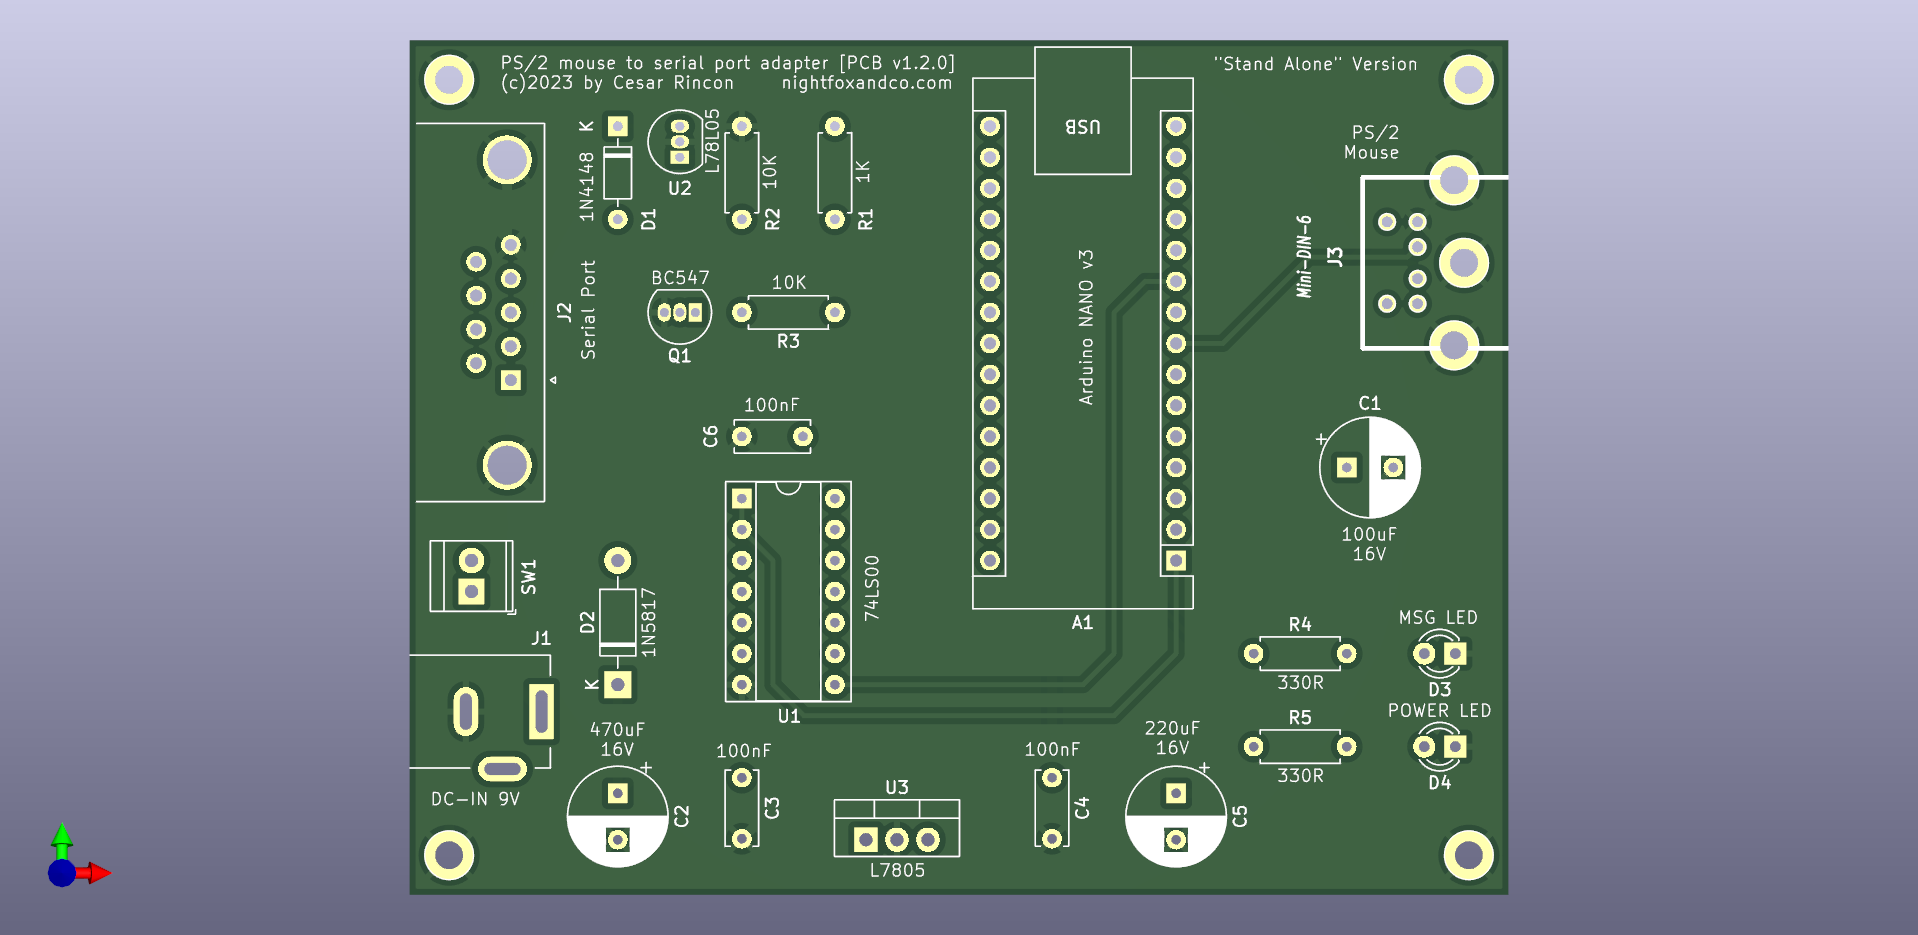 PS/2 mouse to serial port adapter [PCB v1.2.0]
(c)2023 by Cesar Rincon nightfoxandco.com
"Stand Alone" Version
K
1N4148
D1
L78L05
U2
10K
R2
1K
R1
USB
PS/2
Mouse
Mini-DIN-6
J3
J2
Serial Port
BC547
Q1
10K
R3
Arduino NANO v3
A1
100nF
C6
C1
+
100uF
16V
SW1
J1
DC-IN 9V
D2
1N5817
K
74LS00
U1
R4
330R
MSG LED
D3
R5
330R
POWER LED
D4
470uF
16V
+
C2
100nF
C3
U3
L7805
100nF
C4
220uF
16V
+
C5